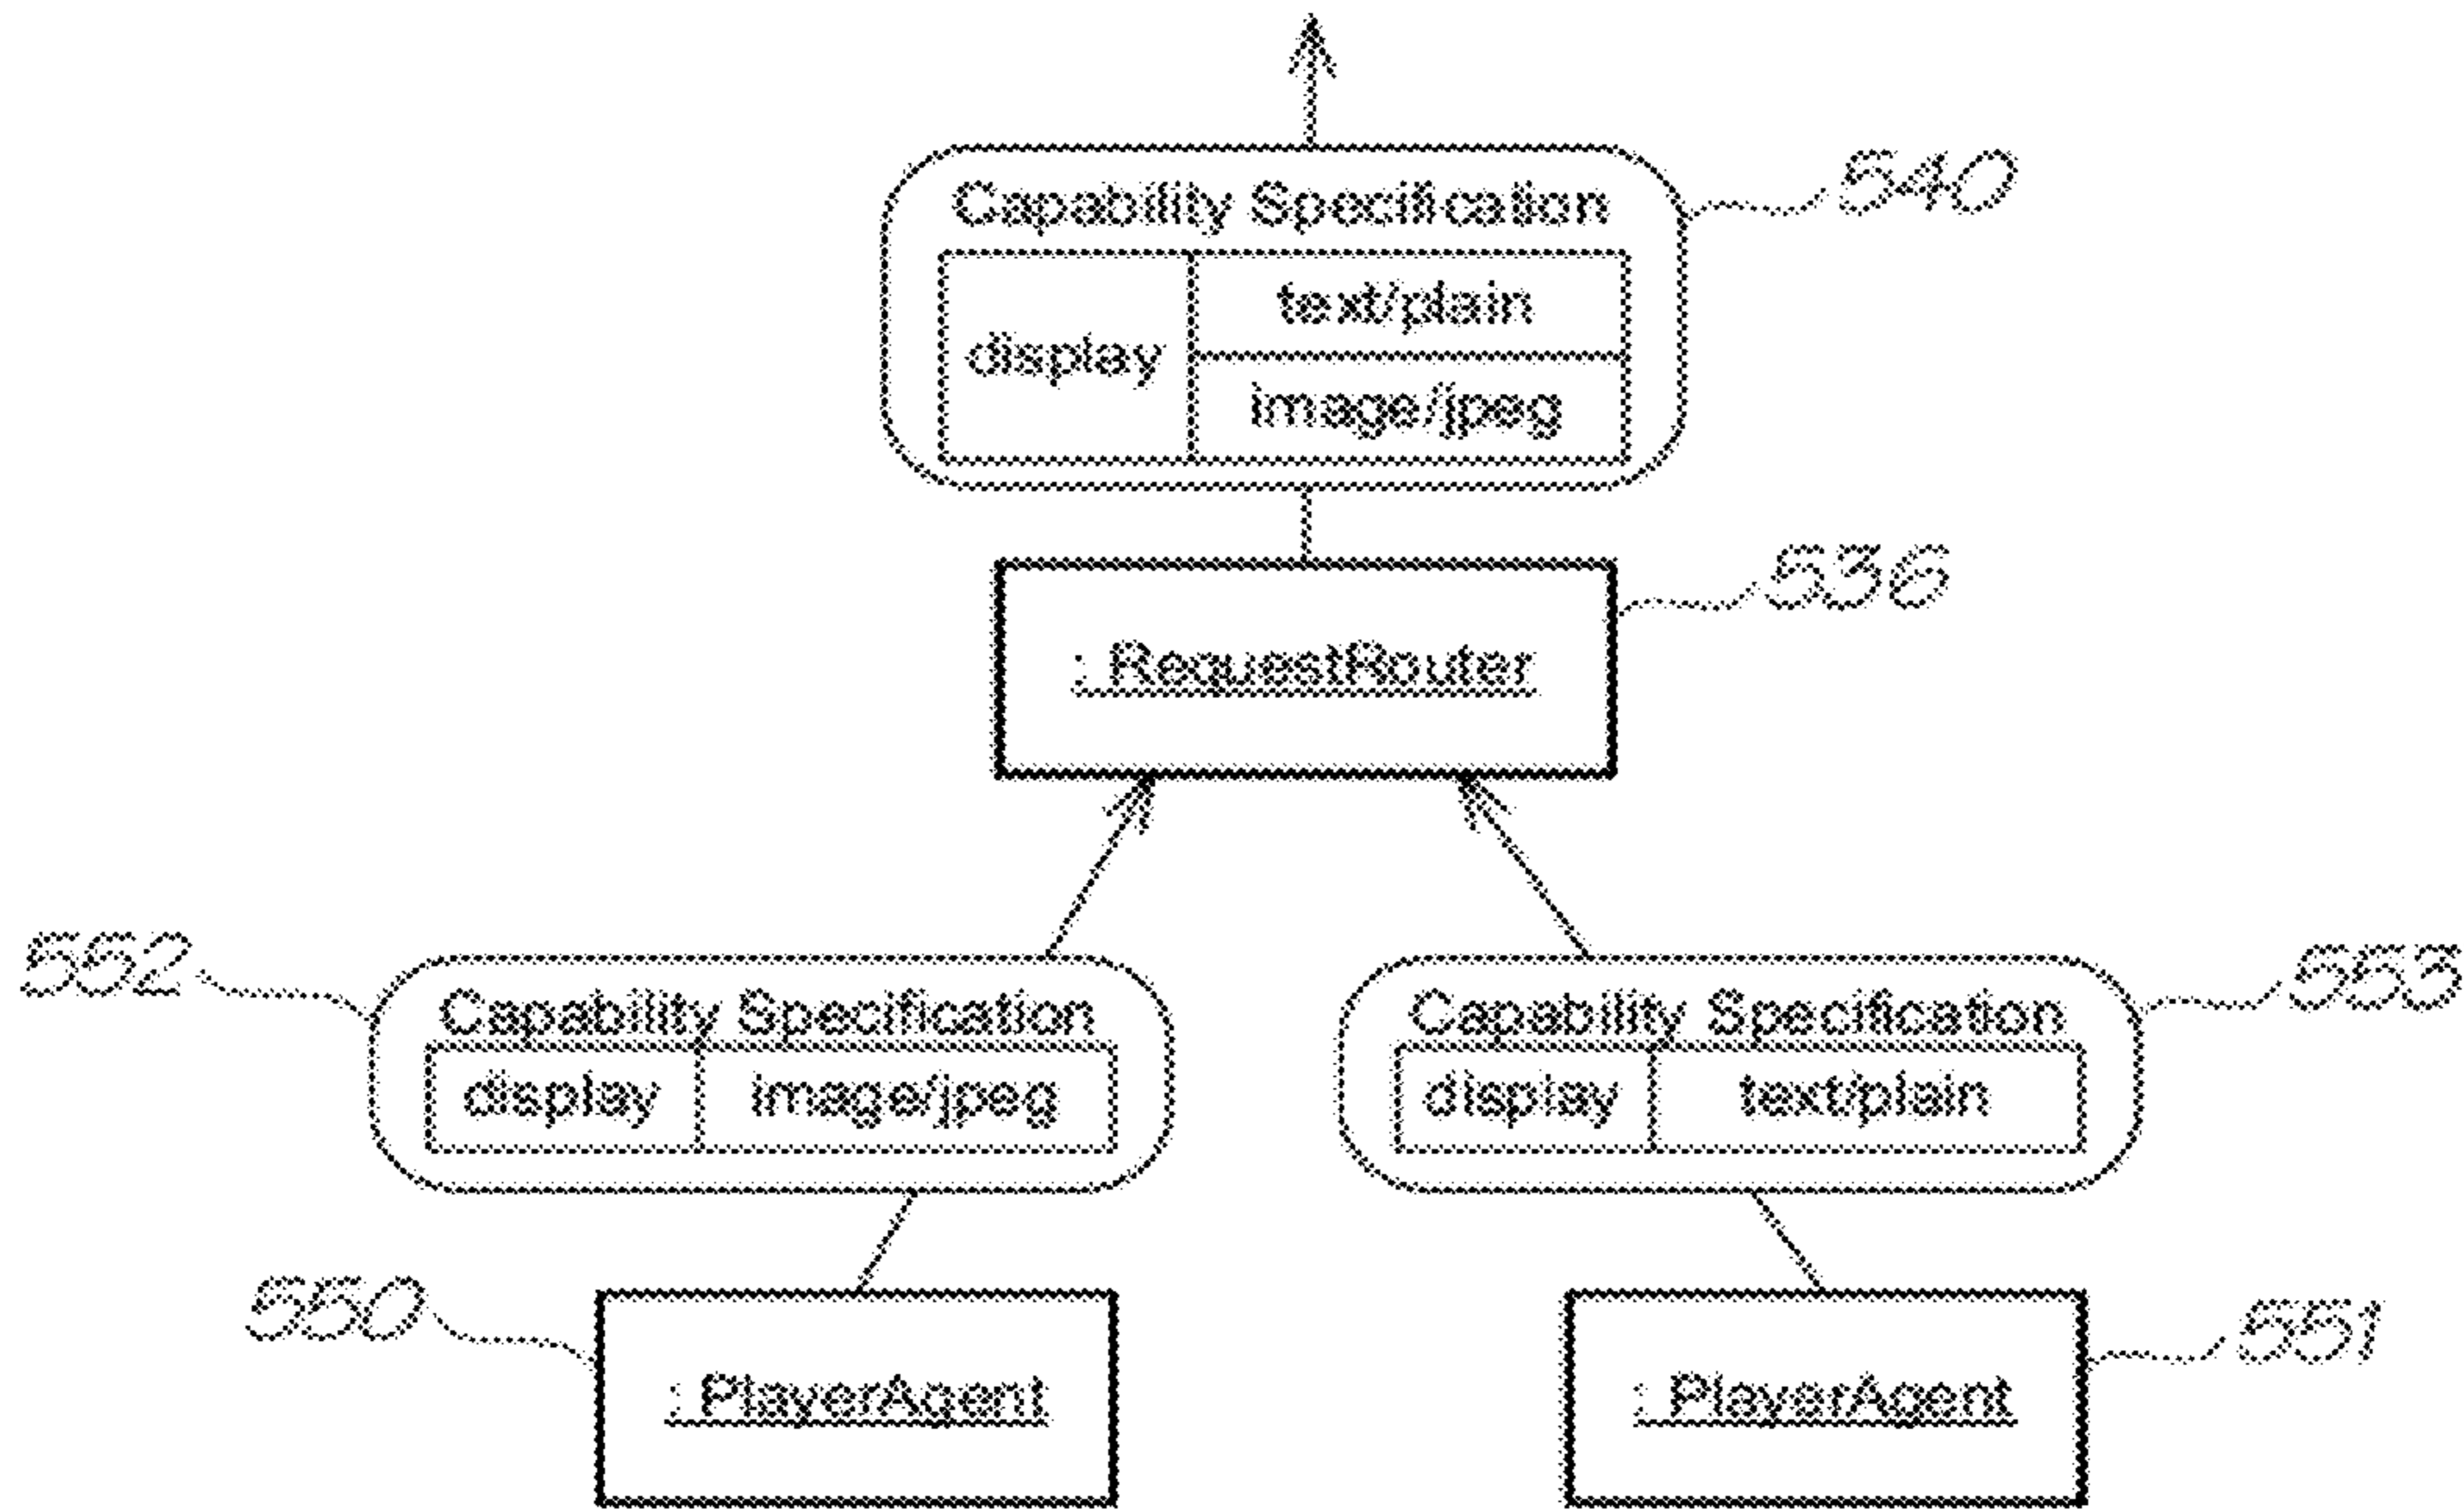 540
Capability Specification
display
text/plain
image/jpeg
536
: RequestRouter
552
553
Capability Specification
display image/jpeg
Capability Specification
display text/plain
550
551
: PlayerAgent
: PlayerAgent